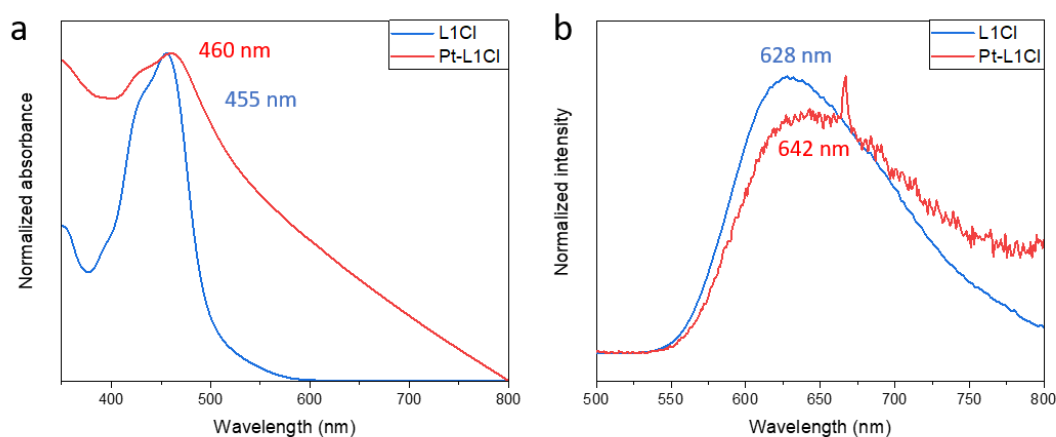 a
L1Cl
Pt-L1Cl
460 nm
455 nm
Normalized absorbance
400
500
600
700
800
Wavelength (nm)
b
L1Cl
Pt-L1Cl
628 nm
642 nm
Normalized intensity
500
550
600
650
700
750
800
Wavelength (nm)